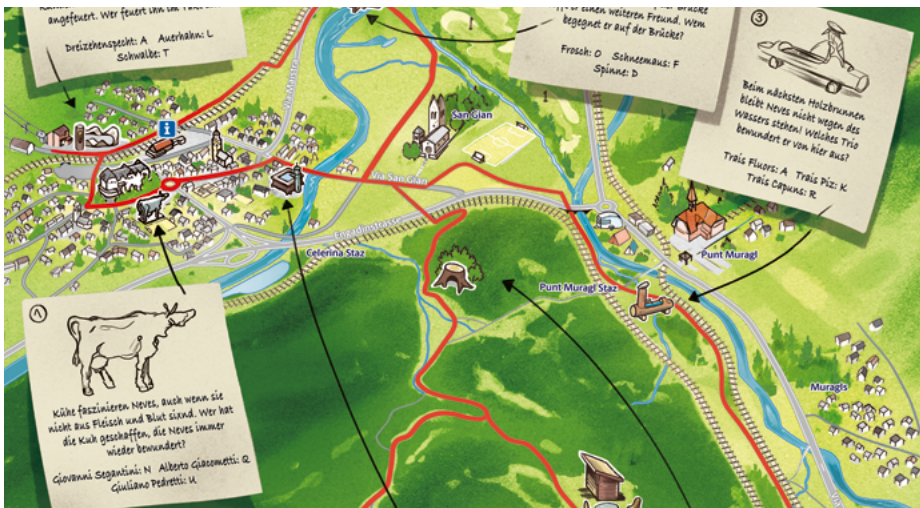 angefeuert. Wer feuert ihn im
Dreizehenspecht: A Auerhahn: L
Schwalbe: T
er einen weiteren Freund. Wem
begegnet er auf der Brücke?
Frosch: O Schneemaus: F
Spinne: D
3
Beim nächsten Holzbrunnen
bleibt Neves nicht wegen des
Wassers stehen! Welches Trio
bewundert er von hier aus?
Trais Fluors: A Trais Piz: K
Trais Capuns: R
i
Via Maistra
San Gian
Via San Gian
Engadinstrasse
Celerina Staz
Punt Muragl
Punt Muragl Staz
Muragls
1
Kühe faszinieren Neves, auch wenn sie
nicht aus Fleisch und Blut sixnd. Wer hat
die Kuh geschaffen, die Neves immer
wieder bewundert?
Giovanni Segantini: N Alberto Giacometti: Q
Giuliano Pedretti: U